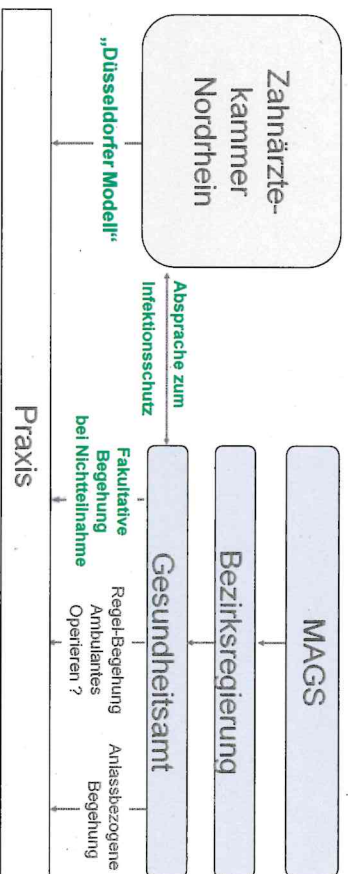 Zahnärzte-
kammer
Nordrhein
MAGS
Bezirksregierung
Absprache zum
Infektionsschutz
Gesundheitsamt
„Düsseldorfer Modell“
Fakultative
Begehung
bei Nichtteilnahme
Regel-Begehung
Ambulantes
Operieren ?
Anlassbezogene
Begehung
Praxis